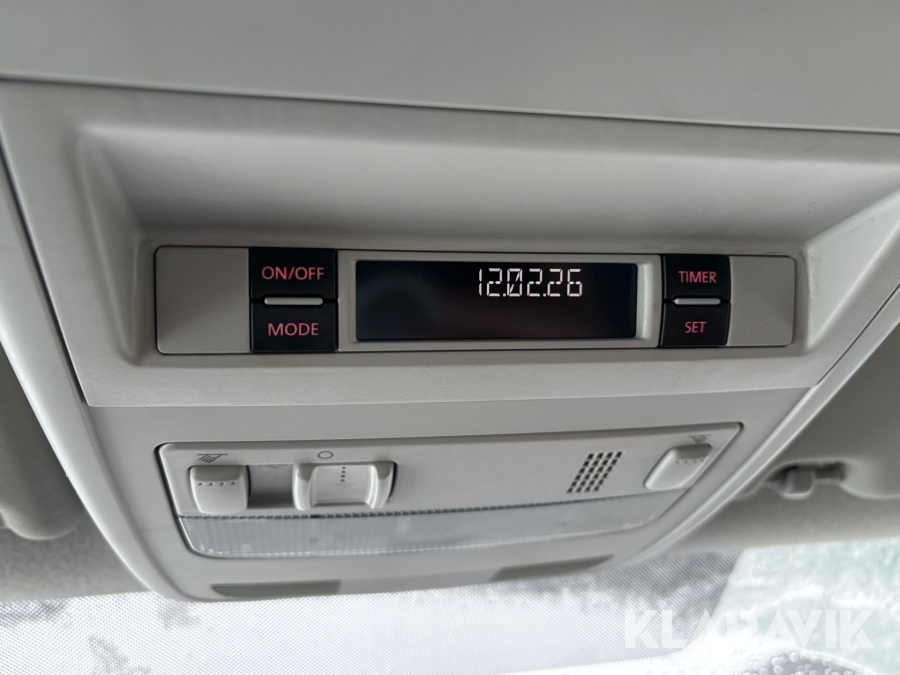 ON/OFF
12.02.26
TIMER
MODE
SET
KLARAVIK